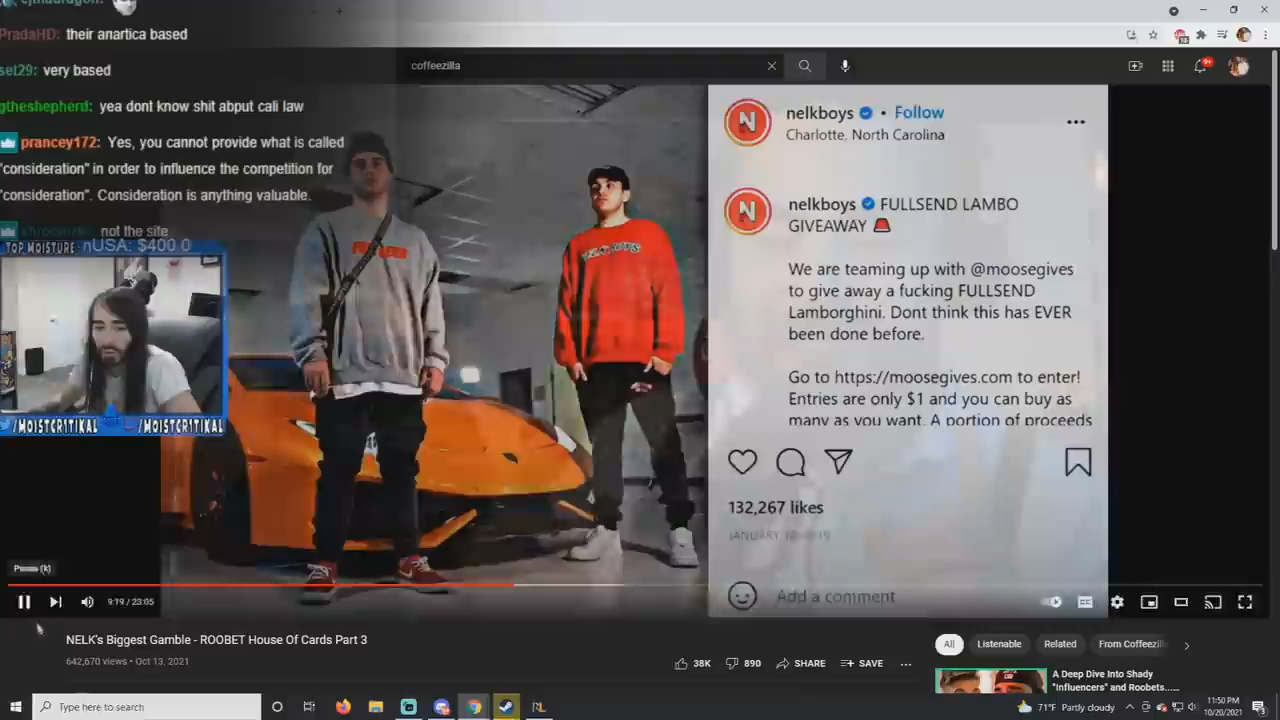 PradaHD: their anartica based
set29: very based
gtheshepherd: yea dont know shit abput cali law
prancey172: Yes, you cannot provide what is called
"consideration" in order to influence the competition for
"consideration". Consideration is anything valuable.
not the site
TOP MOISTURE - nUSA: $400.0
/MOISTCR1TIKAL /MOISTCR1TIKAL
coffeezilla
9+
nelkboys • Follow
Charlotte, North Carolina
nelkboys FULLSEND LAMBO
GIVEAWAY
We are teaming up with @moosegives
to give away a fucking FULLSEND
Lamborghini. Dont think this has EVER
been done before.
Go to https://moosegives.com to enter!
Entries are only $1 and you can buy as
many as you want. A portion of proceeds
132,267 likes
Add a comment
Pause (k)
9:19 / 23:05
NELK's Biggest Gamble - ROOBET House Of Cards Part 3
642,670 views • Oct 13, 2021
38K 890 SHARE SAVE
All Listenable Related From Coffeezill
A Deep Dive Into Shady
"Influencers" and Roobets.....
Type here to search
71°F Partly cloudy
11:50 PM
10/20/2021